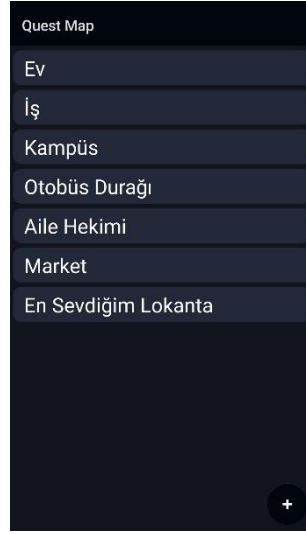 Quest Map
Ev
İş
Kampüs
Otobüs Durağı
Aile Hekimi
Market
En Sevdiğim Lokanta
+